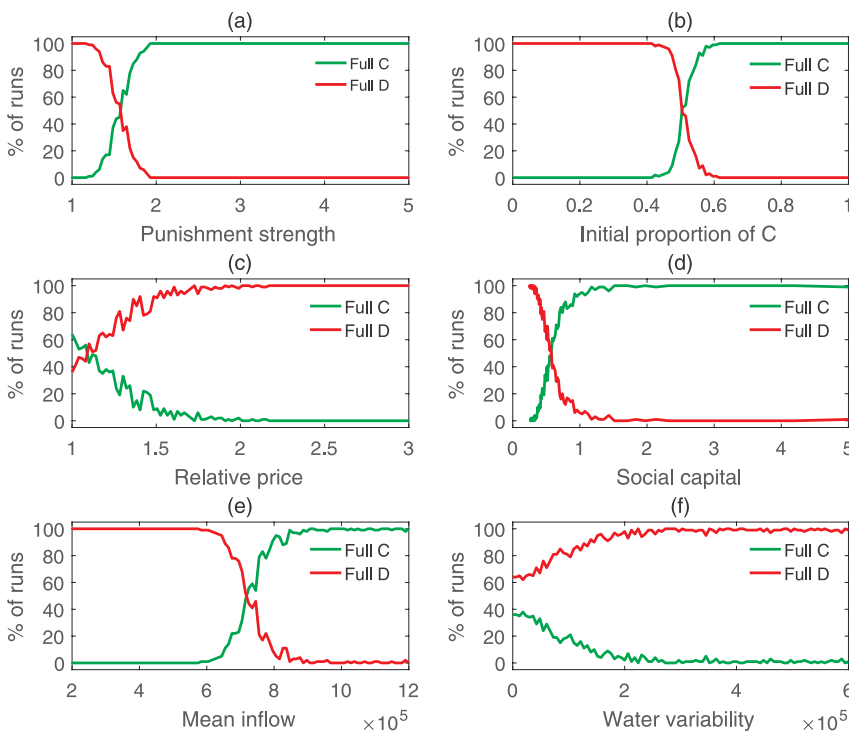 (a)
% of runs
100
80
60
40
20
0
Full C
Full D
1 2 3 4 5
Punishment strength
(b)
% of runs
100
80
60
40
20
0
Full C
Full D
0 0.2 0.4 0.6 0.8 1
Initial proportion of C
(c)
% of runs
100
80
60
40
20
0
Full C
Full D
1 1.5 2 2.5 3
Relative price
(d)
% of runs
100
80
60
40
20
0
Full C
Full D
0 1 2 3 4 5
Social capital
(e)
% of runs
100
80
60
40
20
0
Full C
Full D
2 4 6 8 10 12
Mean inflow ×10⁵
(f)
% of runs
100
80
60
40
20
0
Full C
Full D
0 2 4 6
Water variability ×10⁵